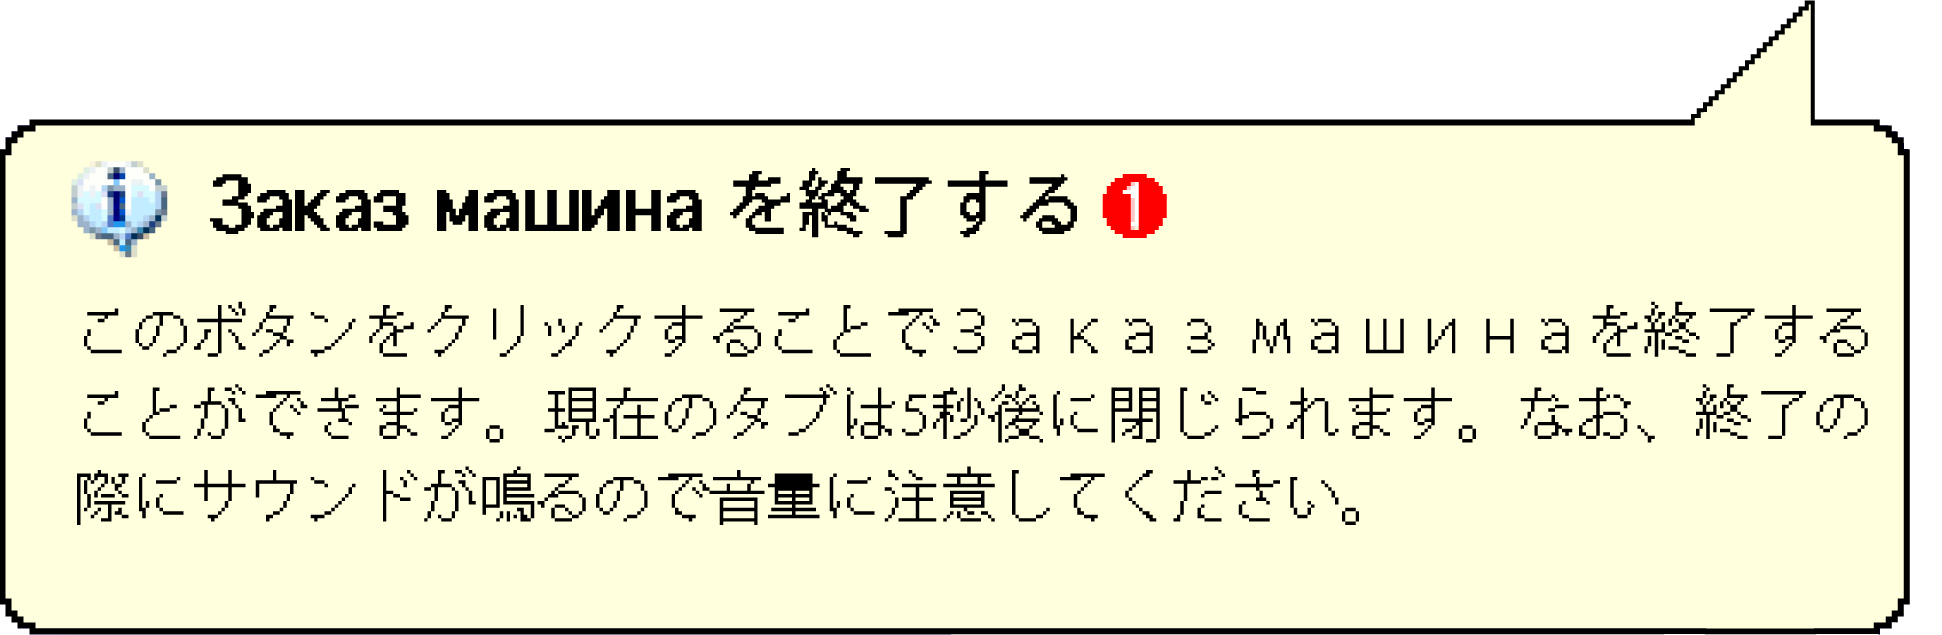 Заказ машина を終了する ❶
このボタンをクリックすることでЗаказ машинаを終了する
ことができます。現在のタブは5秒後に閉じられます。なお、終了の
際にサウンドが鳴るので音量に注意してください。